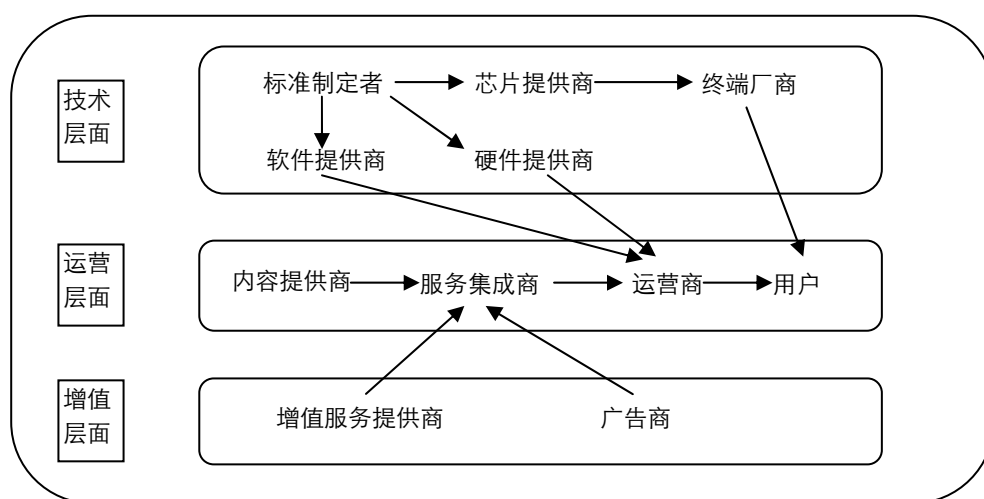 技术
层面
标准制定者
芯片提供商
终端厂商
软件提供商
硬件提供商
运营
层面
内容提供商
服务集成商
运营商
用户
增值
层面
增值服务提供商
广告商